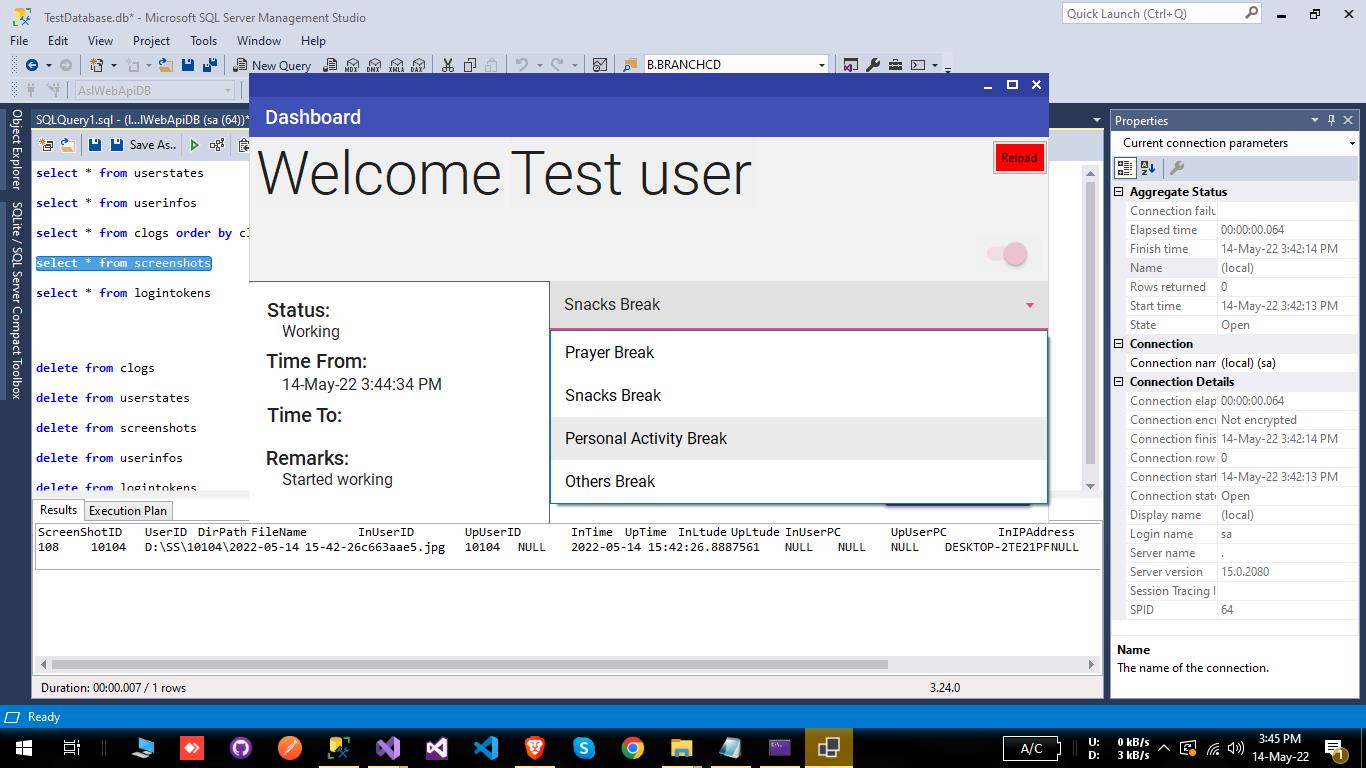 TestDatabase.db* - Microsoft SQL Server Management Studio
Quick Launch (Ctrl+Q)
File Edit View Project Tools Window Help
New Query
MDX DMX XMLA DAX
B.BRANCHCD
AslWebApiDB
Object Explorer
SQLite / SQL Server Compact Toolbox
SQLQuery1.sql - (l...lWebApiDB (sa (64))*
Save As..
select * from userstates
select * from userinfos
select * from clogs order by cl
select * from screenshots
select * from logintokens
delete from clogs
delete from userstates
delete from screenshots
delete from userinfos
delete from logintokens
Dashboard
Welcome Test user
Reload
Status:
Working
Time From:
14-May-22 3:44:34 PM
Time To:
Remarks:
Started working
Snacks Break
Prayer Break
Snacks Break
Personal Activity Break
Others Break
Results Execution Plan
ScreenShotID UserID DirPath FileName InUserID UpUserID InTime UpTime InLtude UpLtude InUserPC UpUserPC InIPAddress
108 10104 D:\SS\10104\2022-05-14 15-42-26c663aae5.jpg 10104 NULL 2022-05-14 15:42:26.8887561 NULL NULL NULL DESKTOP-2TE21PF NULL
Duration: 00:00.007 / 1 rows
3.24.0
Properties
Current connection parameters
Aggregate Status
Connection failu
Elapsed time 00:00:00.064
Finish time 14-May-22 3:42:14 PM
Name (local)
Rows returned 0
Start time 14-May-22 3:42:13 PM
State Open
Connection
Connection nam (local) (sa)
Connection Details
Connection elap 00:00:00.064
Connection encr Not encrypted
Connection finis 14-May-22 3:42:14 PM
Connection row 0
Connection start 14-May-22 3:42:13 PM
Connection state Open
Display name (local)
Login name sa
Server name .
Server version 15.0.2080
Session Tracing I
SPID 64
Name
The name of the connection.
Ready
A/C
U: 0 kB/s
D: 3 kB/s
3:45 PM
14-May-22
1